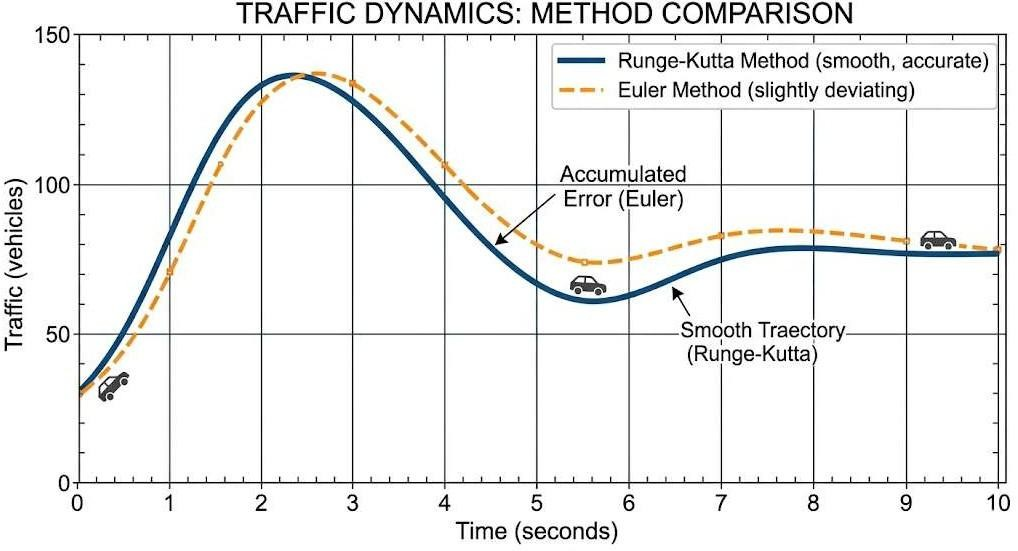 TRAFFIC DYNAMICS: METHOD COMPARISON
Runge-Kutta Method (smooth, accurate)
Euler Method (slightly deviating)
Accumulated
Error (Euler)
Smooth Traectory
(Runge-Kutta)
Traffic (vehicles)
150
100
50
0
0 1 2 3 4 5 6 7 8 9 10
Time (seconds)